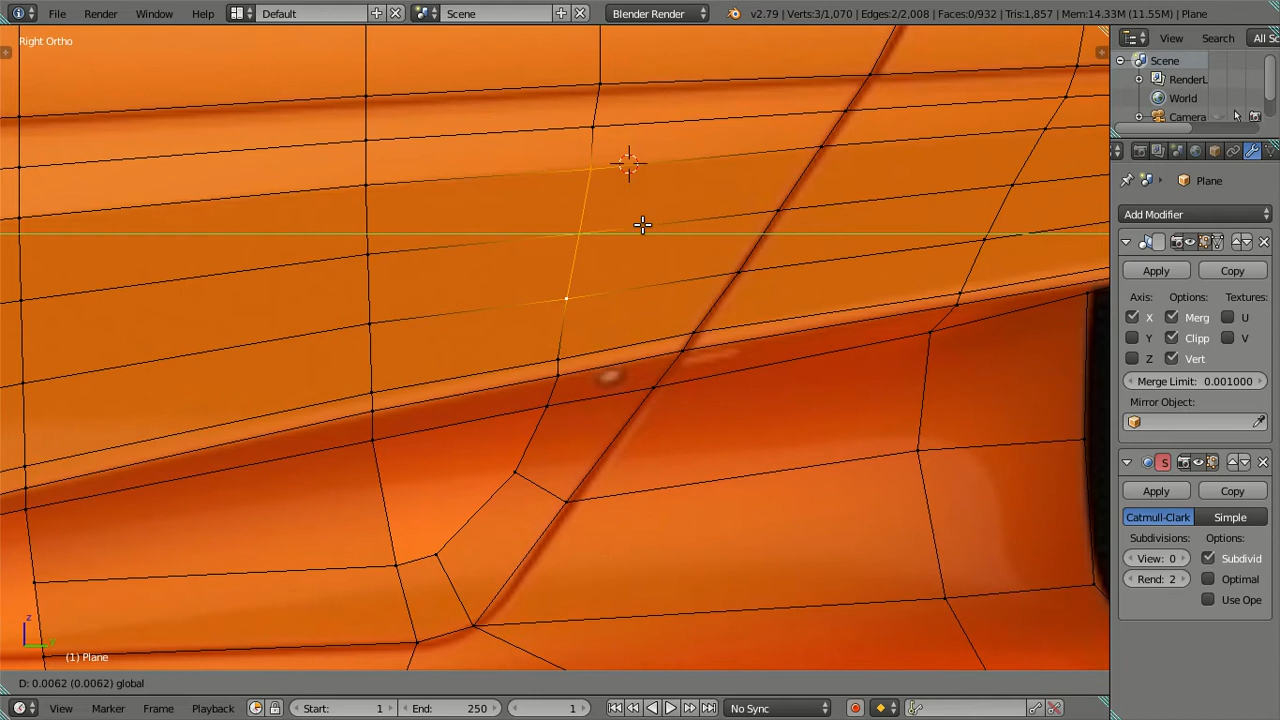 File Render Window Help Default Scene Blender Render v2.79 | Verts:3/1,070 | Edges:2/2,008 | Faces:0/932 | Tris:1,857 | Mem:14.33M (11.55M) | Plane
Right Ortho
View Search All Sc
Scene
RenderL
World
Camera
Plane
Add Modifier
Apply Copy
Axis: Options: Textures:
X Merg U
Y Clipp V
Z Vert
Merge Limit: 0.001000
Mirror Object:
S
Apply Copy
Catmull-Clark Simple
Subdivisions: Options:
View: 0 Subdivid
Rend: 2 Optimal
Use Ope
z
y
(1) Plane
D: 0.0062 (0.0062) global
View Marker Frame Playback Start: 1 End: 250 1 No Sync